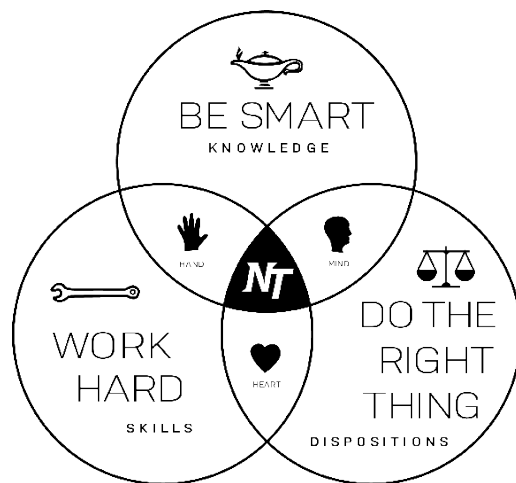 BE SMART
KNOWLEDGE
HAND
MIND
NT
WORK
HARD
SKILLS
HEART
DO THE
RIGHT
THING
DISPOSITIONS